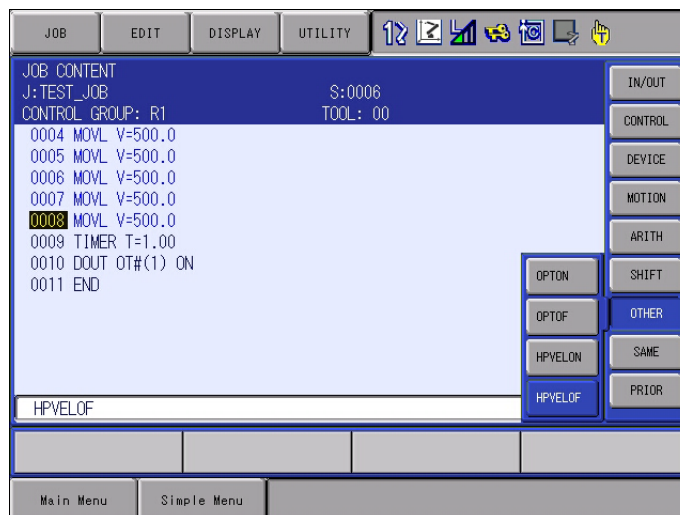 JOB
EDIT
DISPLAY
UTILITY
JOB CONTENT
J:TEST_JOB S:0006
CONTROL GROUP: R1 TOOL: 00
0004 MOVL V=500.0
0005 MOVL V=500.0
0006 MOVL V=500.0
0007 MOVL V=500.0
0008 MOVL V=500.0
0009 TIMER T=1.00
0010 DOUT OT#(1) ON
0011 END
HPVELOF
OPTON
OPTOF
HPVELON
HPVELOF
IN/OUT
CONTROL
DEVICE
MOTION
ARITH
SHIFT
OTHER
SAME
PRIOR
Main Menu
Simple Menu